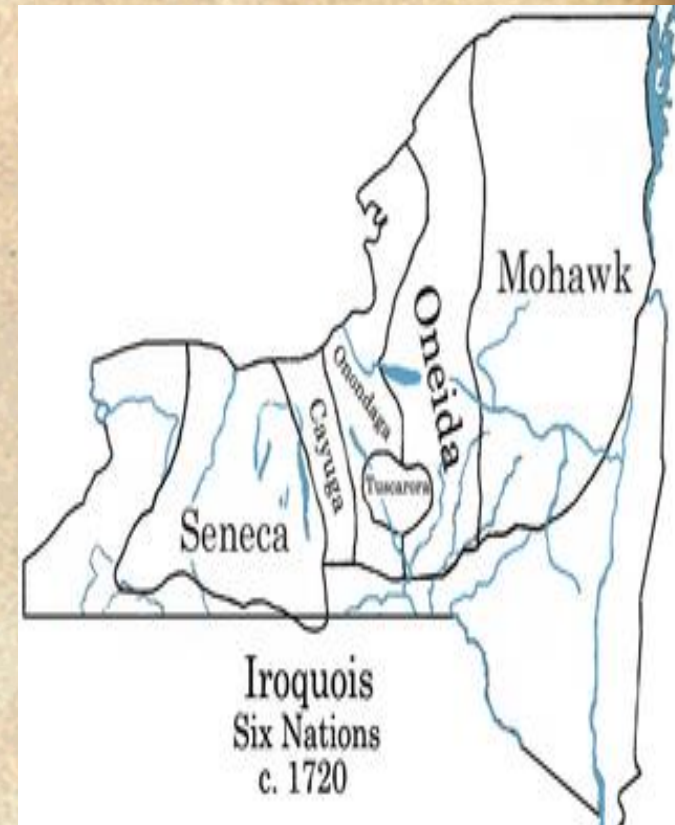 Mohawk
Oneida
Onondaga
Cayuga
Tuscarora
Seneca
Iroquois
Six Nations
c. 1720